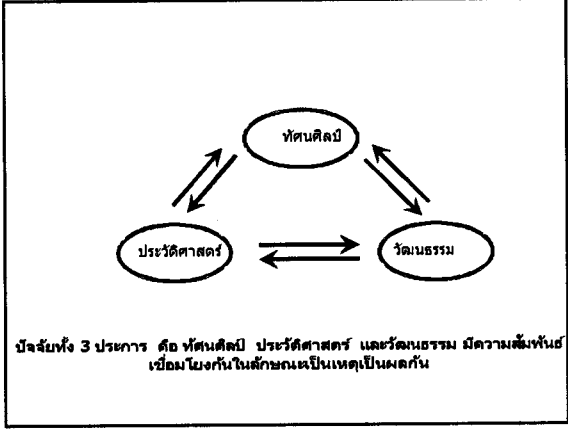 ทัศนศิลป์
ประวัติศาสตร์
วัฒนธรรม
ปัจจัยทั้ง 3 ประการ คือ ทัศนศิลป์ ประวัติศาสตร์ และวัฒนธรรม มีความสัมพันธ์
เชื่อมโยงกันในลักษณะเป็นเหตุเป็นผลกัน